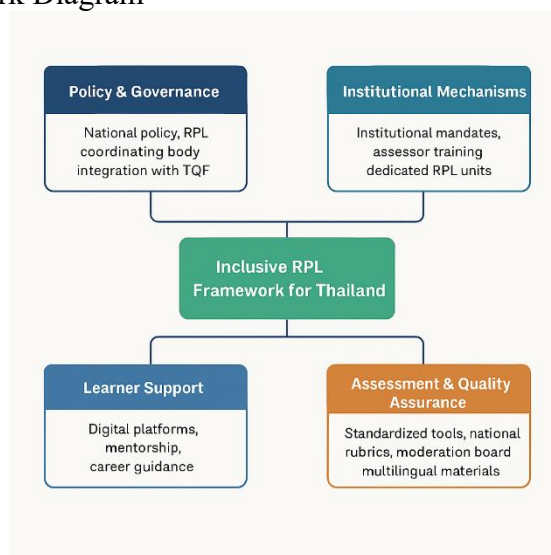 Policy & Governance
National policy, RPL
coordinating body
integration with TQF
Institutional Mechanisms
Institutional mandates,
assessor training
dedicated RPL units
Inclusive RPL
Framework for Thailand
Learner Support
Digital platforms,
mentorship,
career guidance
Assessment & Quality
Assurance
Standardized tools, national
rubrics, moderation board
multilingual materials